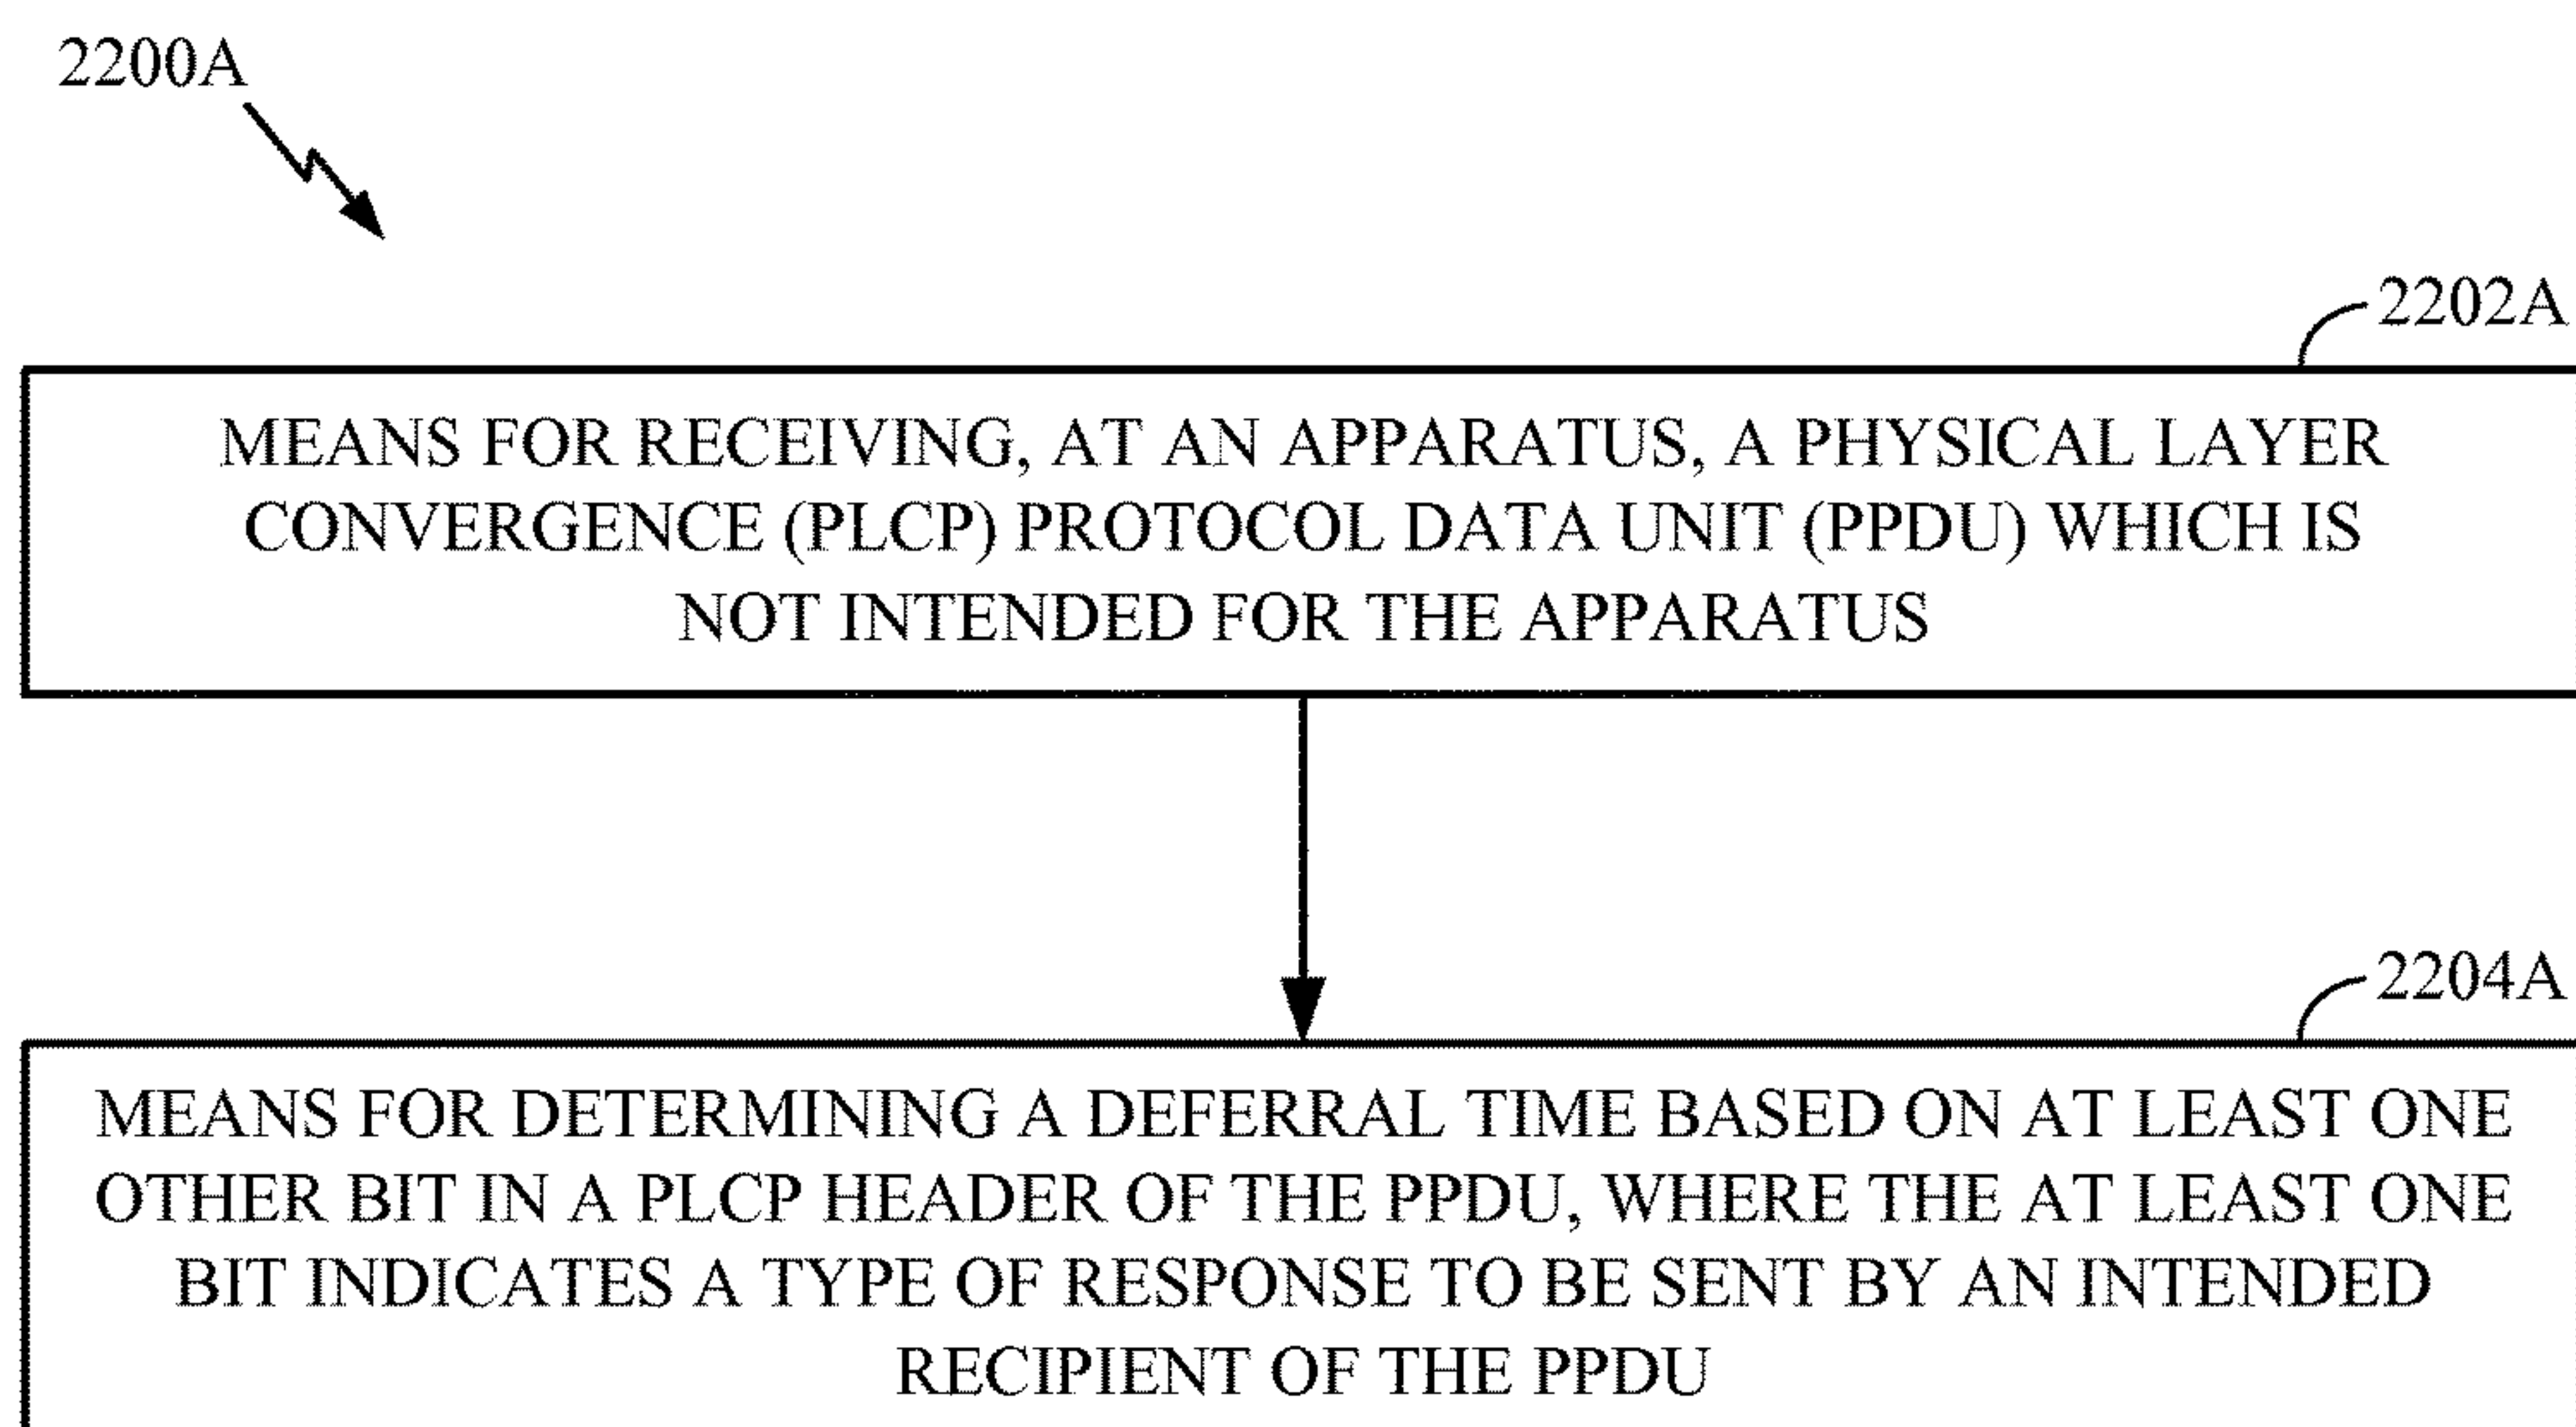 2200A
2202A
MEANS FOR RECEIVING, AT AN APPARATUS, A PHYSICAL LAYER
CONVERGENCE (PLCP) PROTOCOL DATA UNIT (PPDU) WHICH IS
NOT INTENDED FOR THE APPARATUS
2204A
MEANS FOR DETERMINING A DEFERRAL TIME BASED ON AT LEAST ONE
OTHER BIT IN A PLCP HEADER OF THE PPDU, WHERE THE AT LEAST ONE
BIT INDICATES A TYPE OF RESPONSE TO BE SENT BY AN INTENDED
RECIPIENT OF THE PPDU